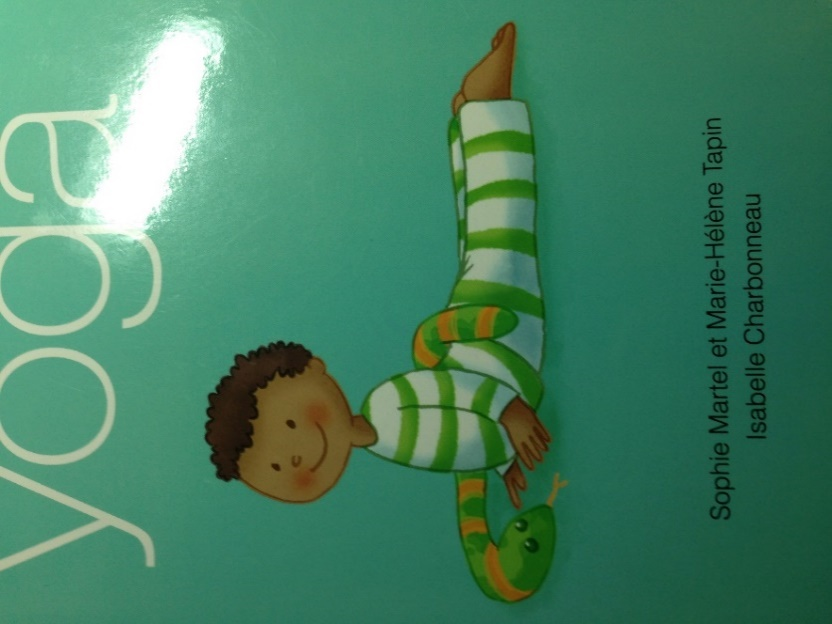 yoga
Sophie Martel et Marie-Hélène Tapin
Isabelle Charbonneau